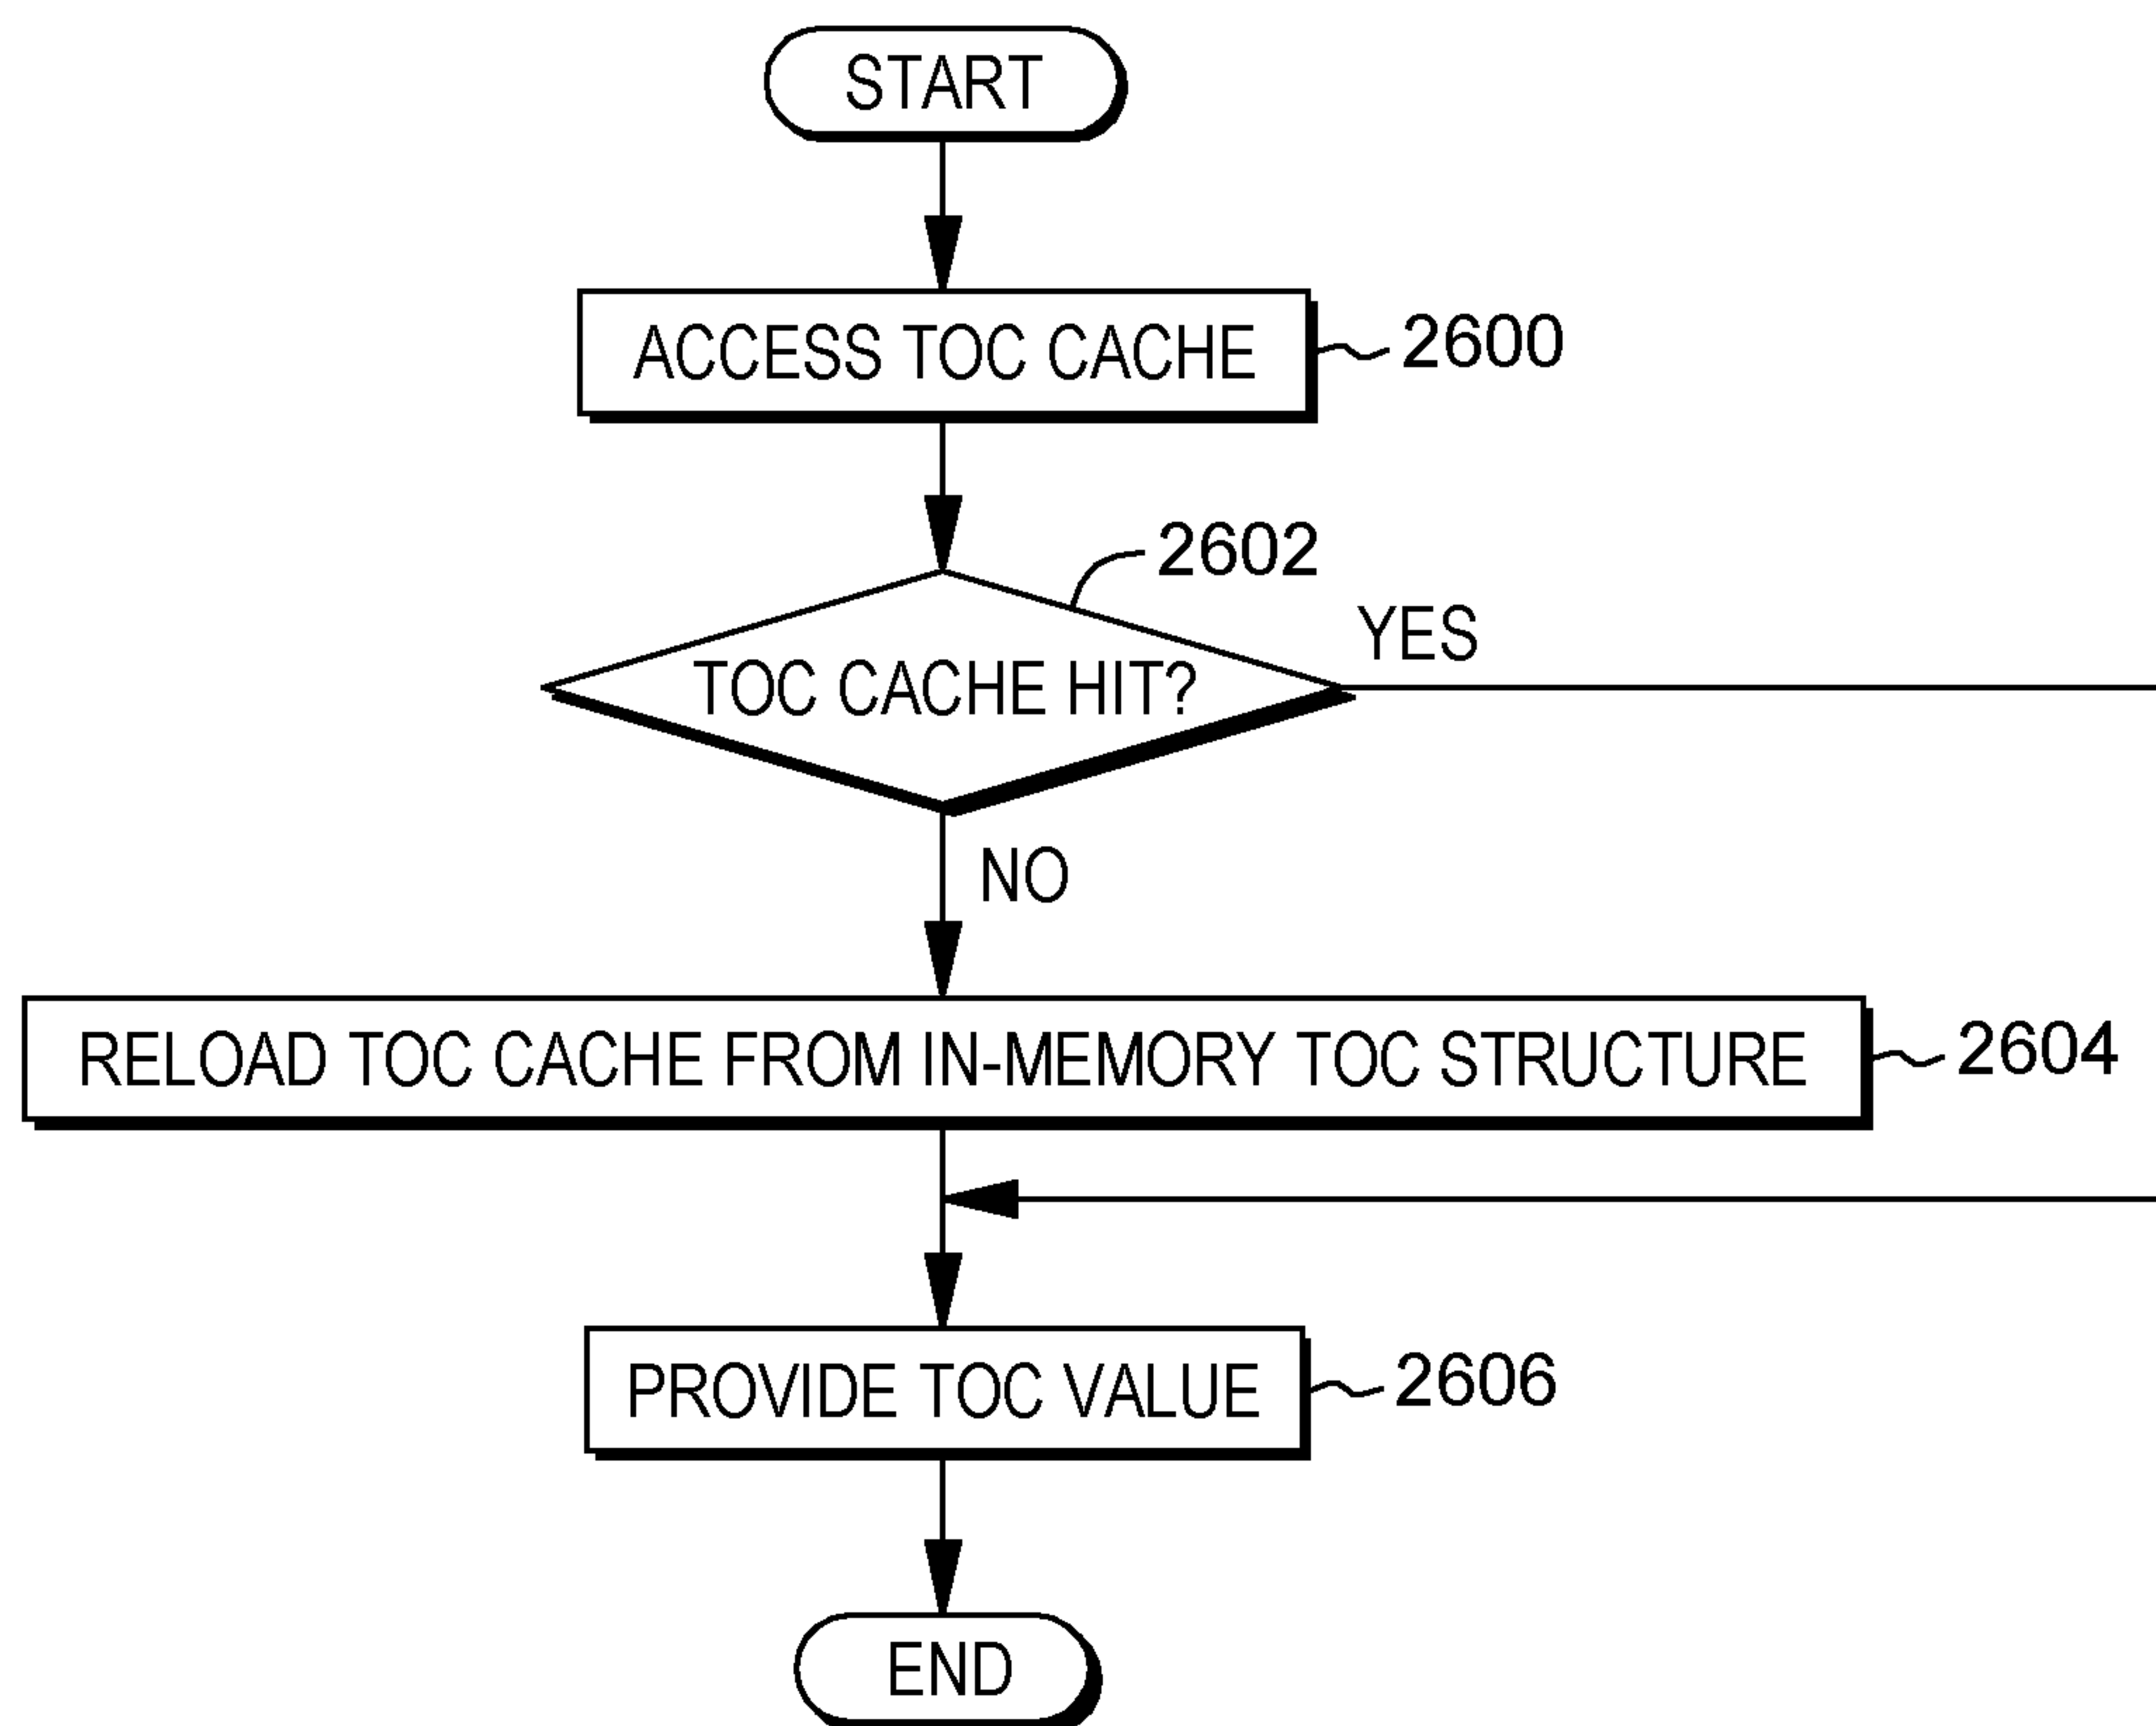 START
ACCESS TOC CACHE
2600
2602
YES
TOC CACHE HIT?
NO
RELOAD TOC CACHE FROM IN-MEMORY TOC STRUCTURE
2604
PROVIDE TOC VALUE
2606
END